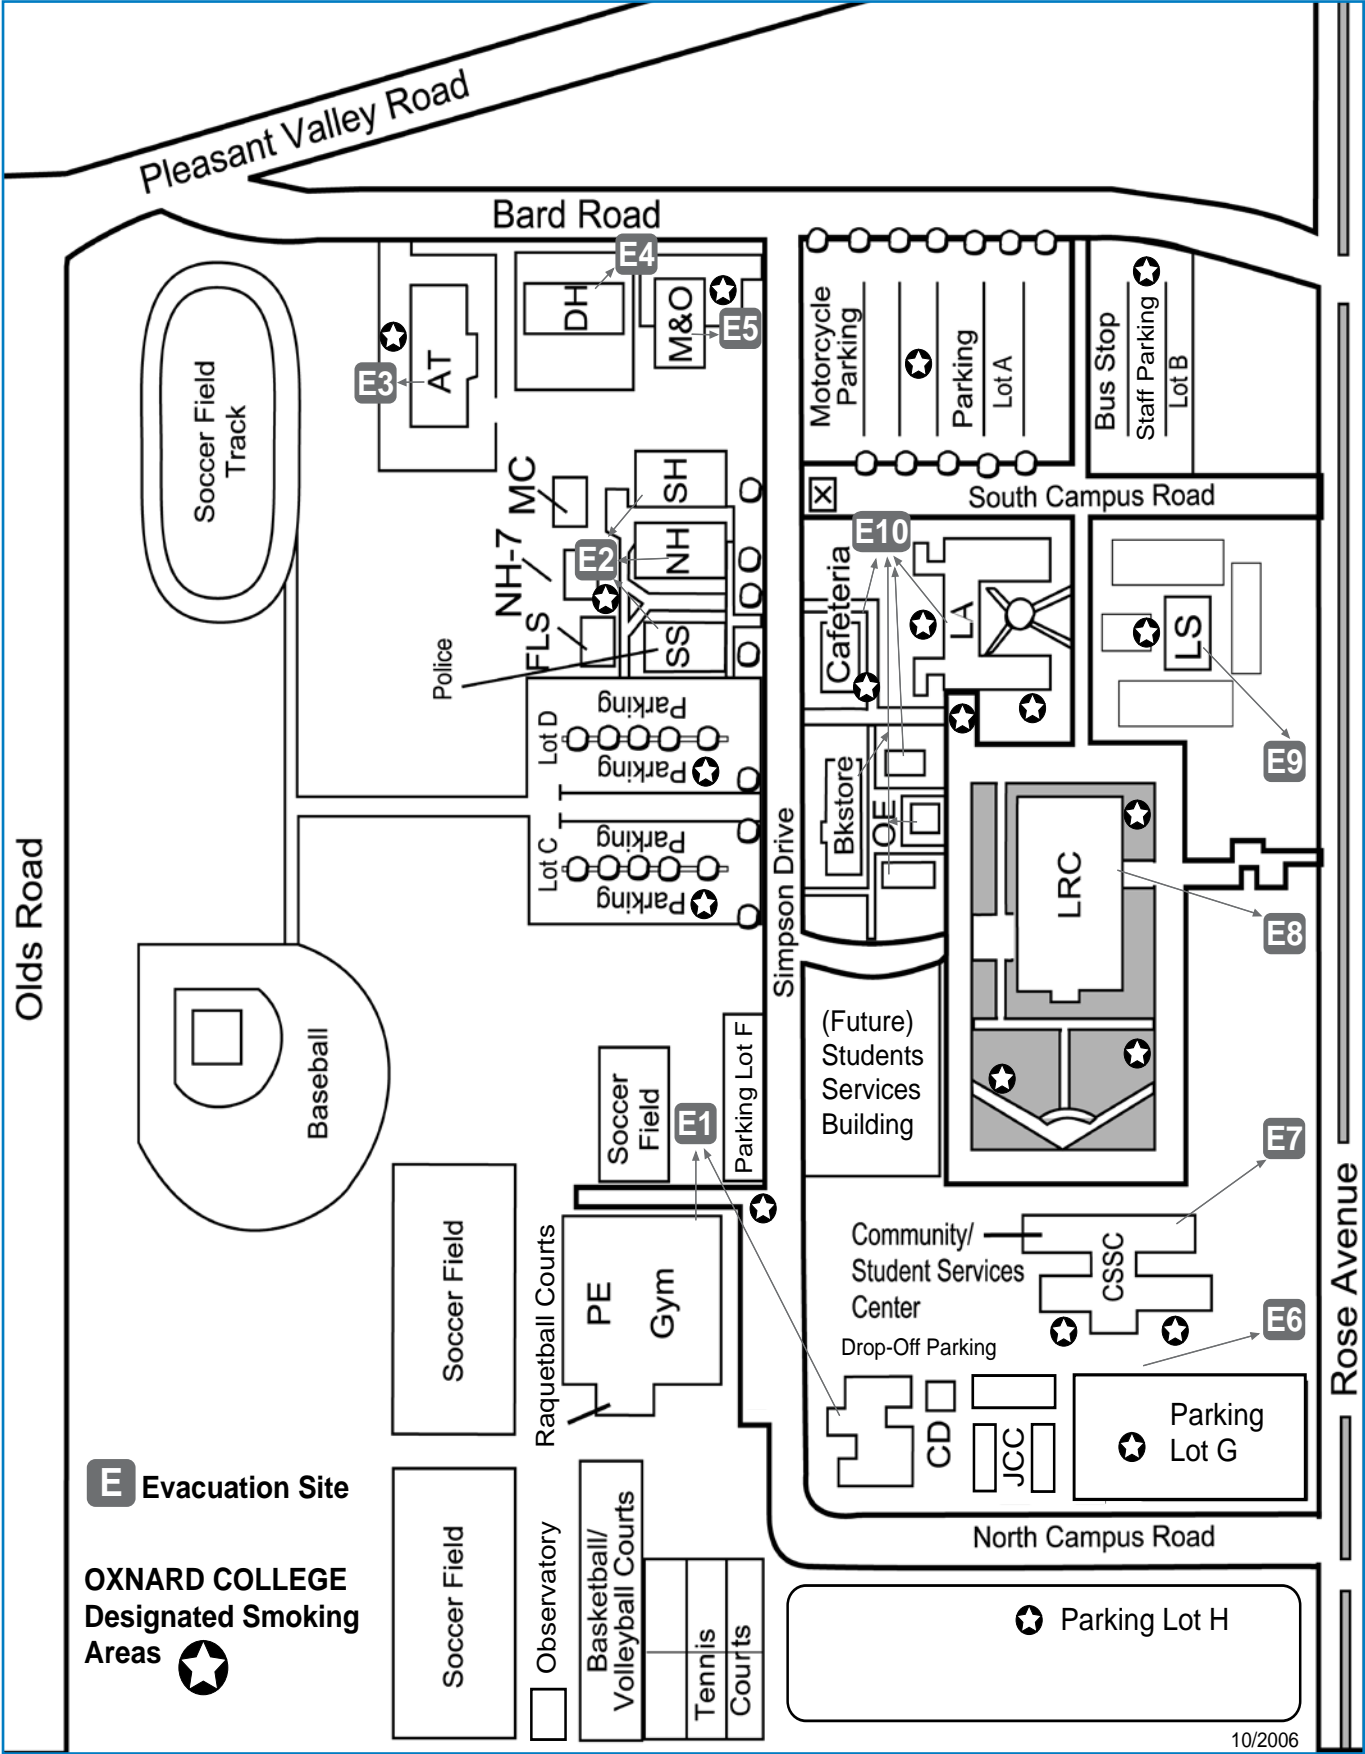 Pleasant Valley Road
Bard Road
E4
DH
M&O
E5
AT
E3
Soccer Field
Track
Motorcycle
Parking
Parking
Lot A
Bus Stop
Staff Parking
Lot B
South Campus Road
MC
SH
NH-7
E2
NH
FLS
SS
Police
E10
Cafeteria
LA
LS
E9
Lot D
Parking
Parking
Lot C
Parking
Parking
Simpson Drive
Bkstore
OE
LRC
E8
Olds Road
Baseball
Soccer
Field
E1
Parking Lot F
(Future)
Students
Services
Building
E7
Community/
Student Services
Center
CSSC
E6
Drop-Off Parking
Rose Avenue
Soccer Field
Raquetball Courts
PE
Gym
CD
JCC
Parking
Lot G
North Campus Road
E Evacuation Site
OXNARD COLLEGE
Designated Smoking
Areas
Soccer Field
Observatory
Basketball/
Volleyball Courts
Tennis
Courts
Parking Lot H
10/2006